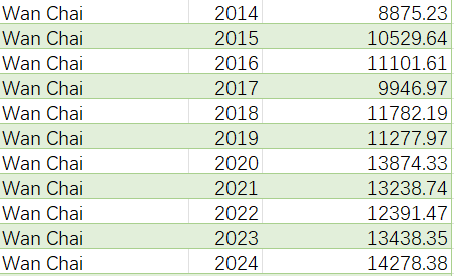 Wan Chai 2014 8875.23
Wan Chai 2015 10529.64
Wan Chai 2016 11101.61
Wan Chai 2017 9946.97
Wan Chai 2018 11782.19
Wan Chai 2019 11277.97
Wan Chai 2020 13874.33
Wan Chai 2021 13238.74
Wan Chai 2022 12391.47
Wan Chai 2023 13438.35
Wan Chai 2024 14278.38